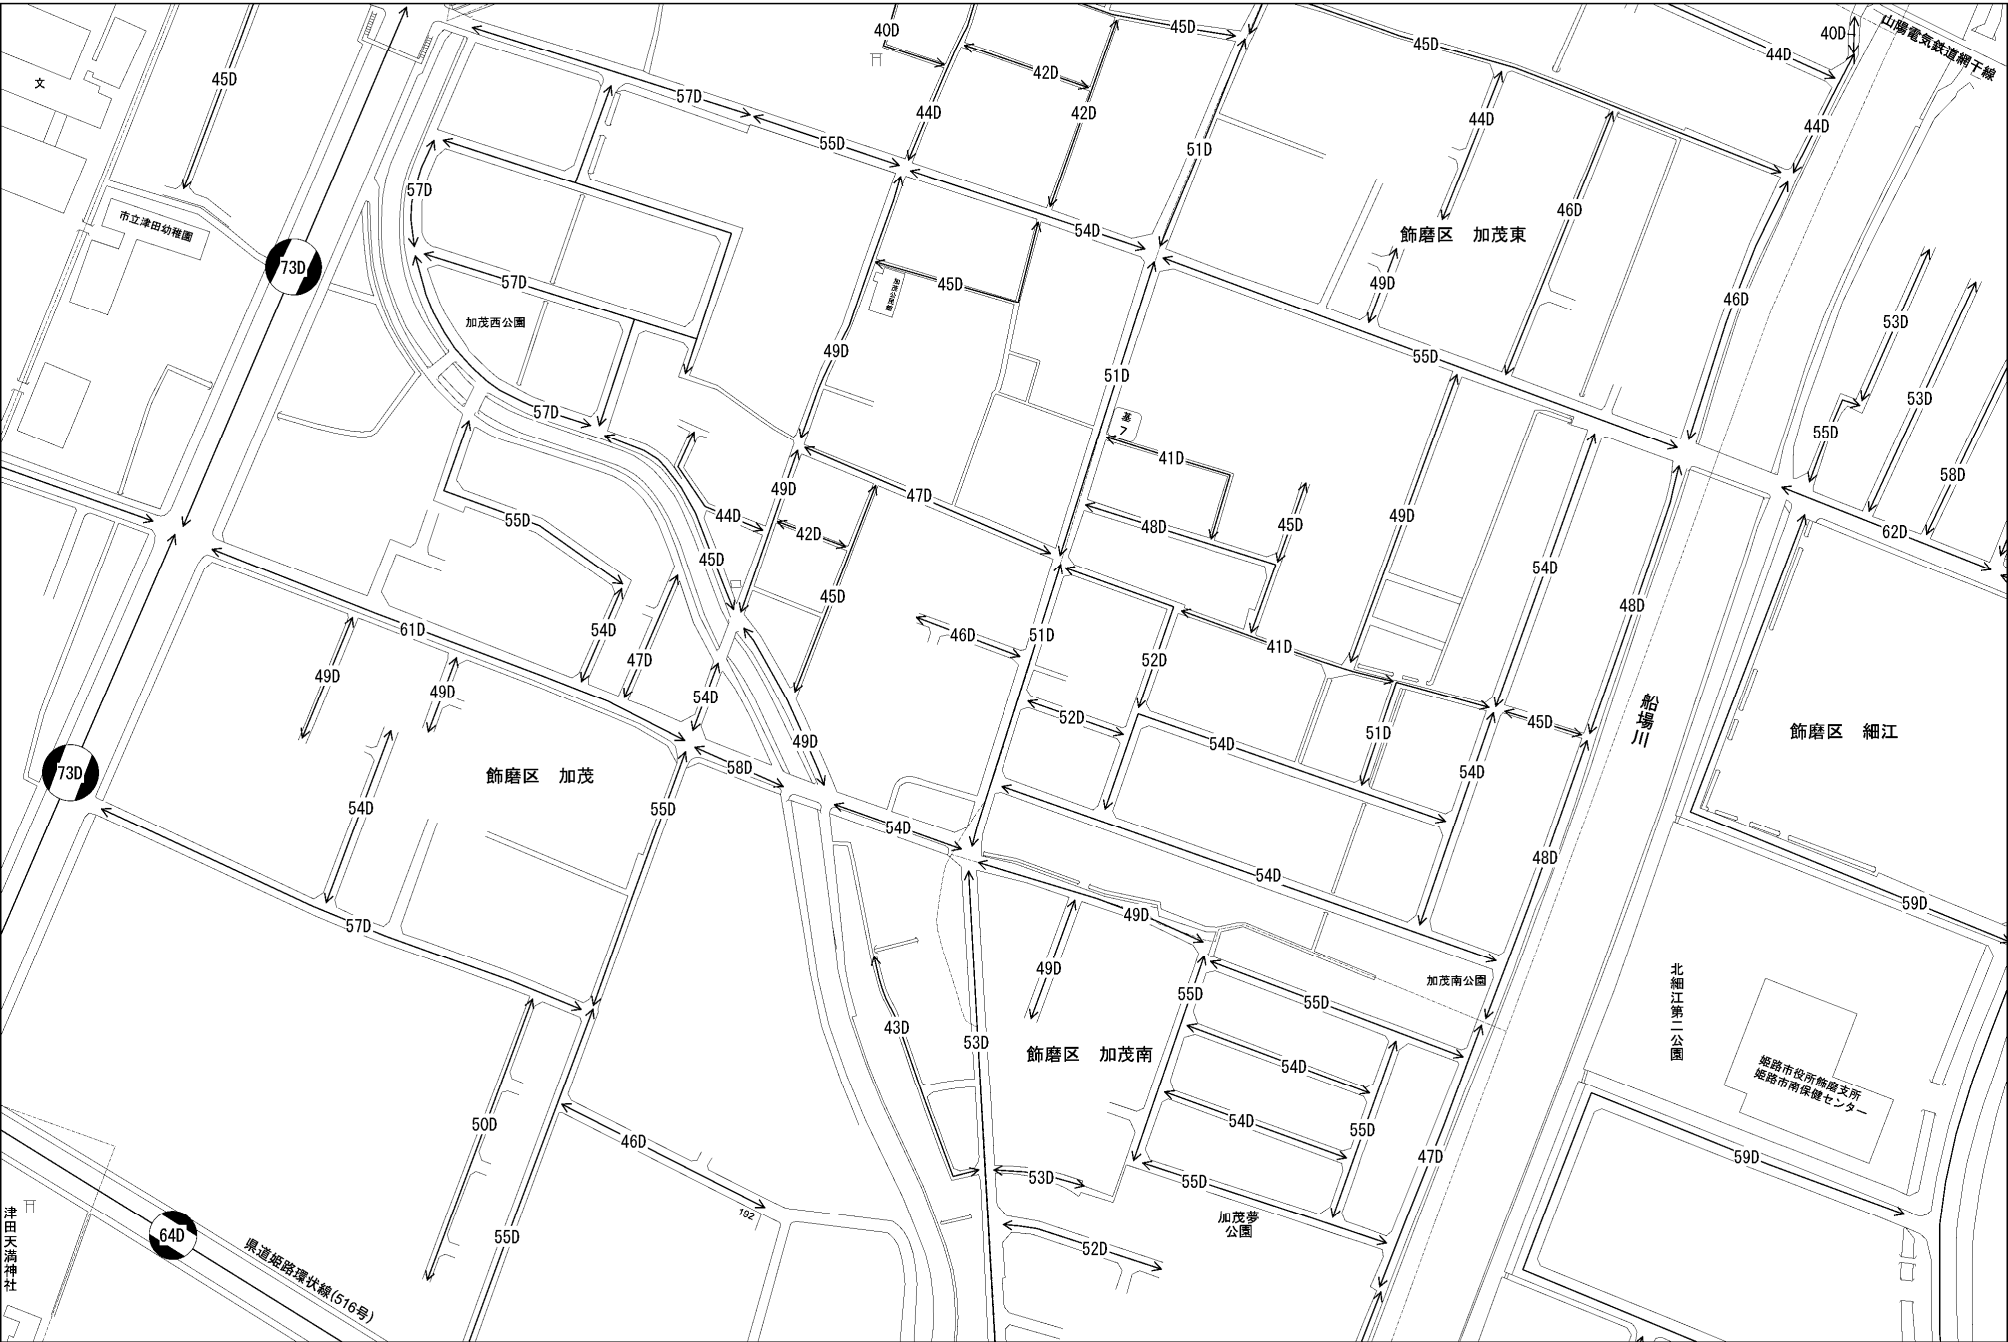 40D
45D
45D
40D
山陽電気鉄道網干線
44D
42D
文
45D
57D
44D
42D
44D
44D
55D
51D
57D
46D
市立津田幼稚園
54D
飾磨区 加茂東
73D
57D
45D
加茂公民館
49D
46D
加茂西公園
53D
49D
55D
51D
53D
57D
基
7
55D
41D
58D
49D
47D
44D
55D
42D
48D
45D
49D
62D
45D
54D
45D
48D
61D
54D
46D
51D
47D
52D
41D
49D
49D
54D
船場川
52D
45D
51D
飾磨区 細江
49D
54D
58D
54D
73D
飾磨区 加茂
54D
55D
54D
48D
54D
59D
57D
49D
49D
加茂南公園
北細江第二公園
55D
55D
43D
53D
飾磨区 加茂南
54D
姫路市役所飾磨支所
姫路市南保健センター
50D
54D
55D
46D
47D
59D
53D
55D
192
加茂夢
公園
津田天満神社
64D
55D
52D
県道姫路環状線(516号)